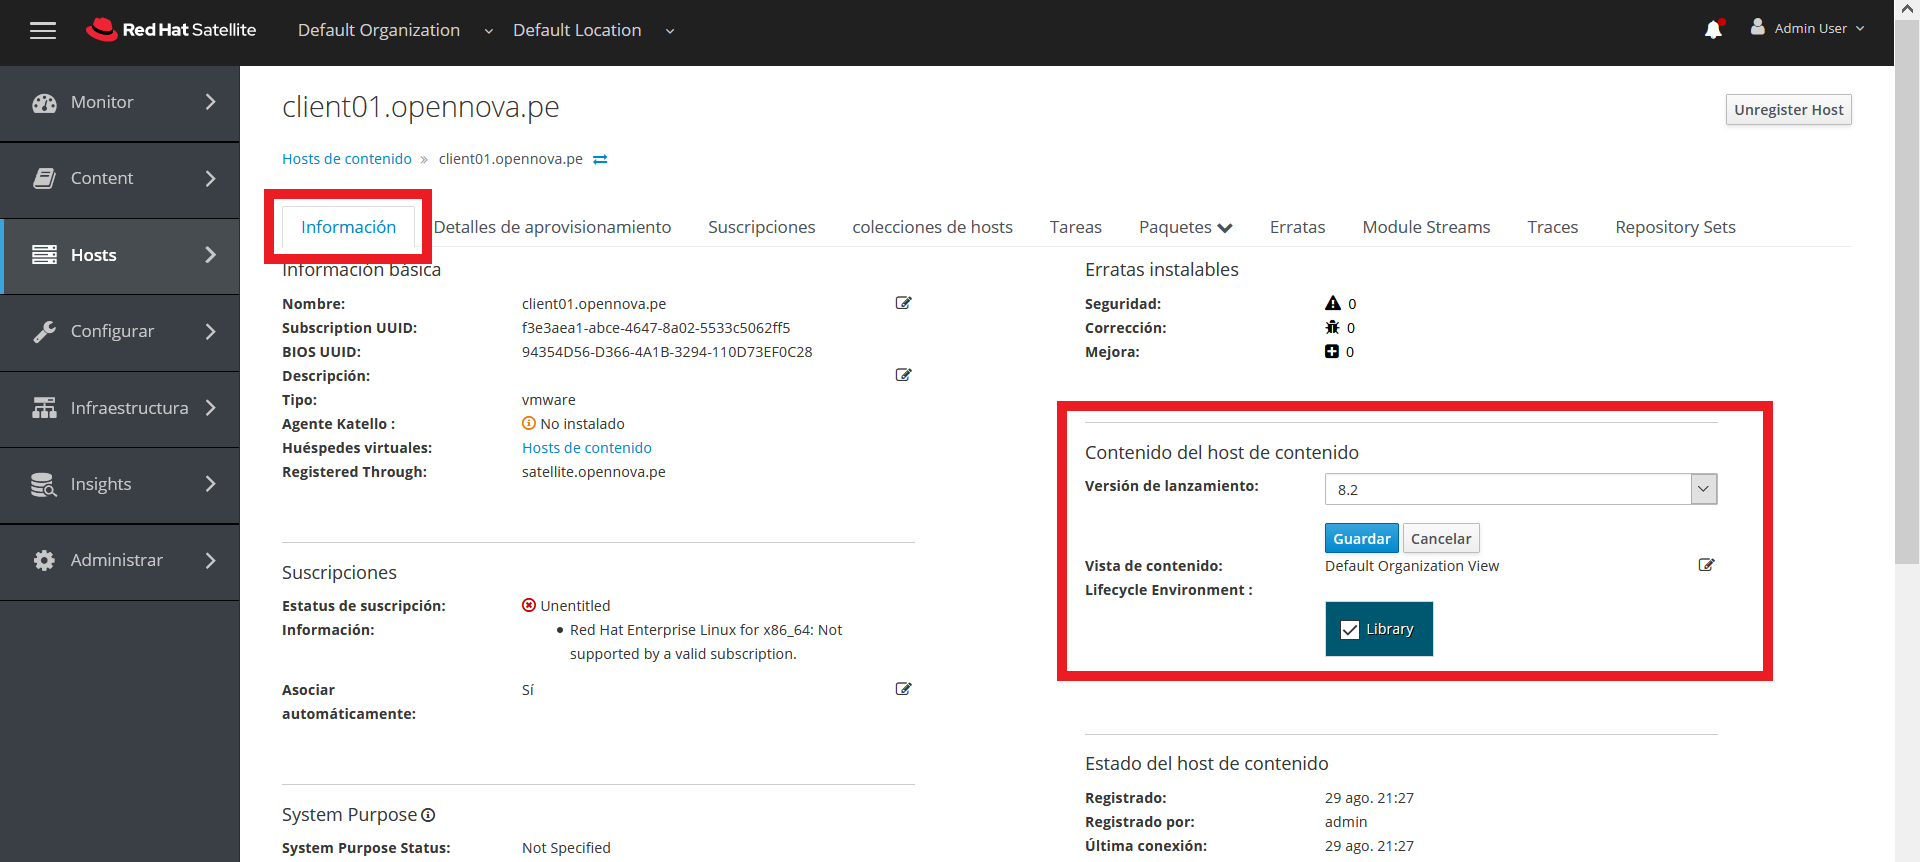 Red Hat Satellite
Default Organization
Default Location
Admin User
Monitor
Content
Hosts
Configurar
Infraestructura
Insights
Administrar
client01.opennova.pe
Unregister Host
Hosts de contenido » client01.opennova.pe
Información
Detalles de aprovisionamiento
Suscripciones
colecciones de hosts
Tareas
Paquetes
Erratas
Module Streams
Traces
Repository Sets
Información básica
Nombre: client01.opennova.pe
Subscription UUID: f3e3aea1-abce-4647-8a02-5533c5062ff5
BIOS UUID: 94354D56-D366-4A1B-3294-110D73EF0C28
Descripción:
Tipo: vmware
Agente Katello : No instalado
Huéspedes virtuales: Hosts de contenido
Registered Through: satellite.opennova.pe
Suscripciones
Estatus de suscripción: Unentitled
Información: • Red Hat Enterprise Linux for x86_64: Not
supported by a valid subscription.
Asociar Sí
automáticamente:
System Purpose
System Purpose Status: Not Specified
Erratas instalables
Seguridad: 0
Corrección: 0
Mejora: 0
Contenido del host de contenido
Versión de lanzamiento: 8.2
Guardar Cancelar
Vista de contenido: Default Organization View
Lifecycle Environment :
Library
Estado del host de contenido
Registrado: 29 ago. 21:27
Registrado por: admin
Última conexión: 29 ago. 21:27